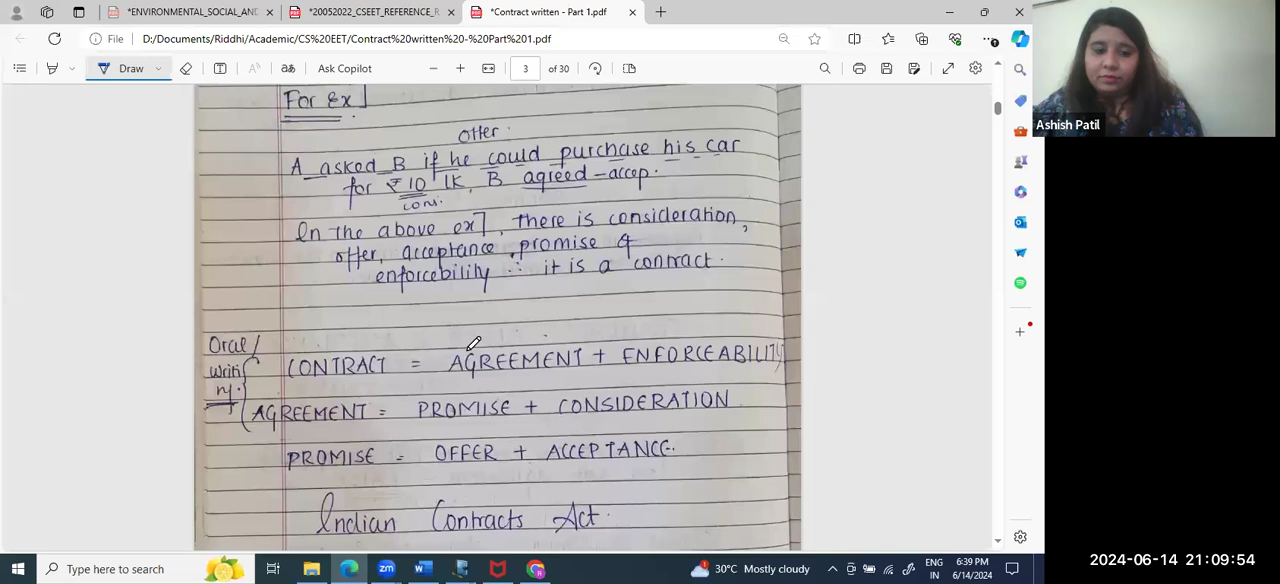 *ENVIRONMENTAL_SOCIAL_AND_
*20052022_CSEET_REFERENCE_R
*Contract written - Part 1.pdf
File
D:/Documents/Riddhi/Academic/CS%20EET/Contract%20written%20-%20Part%201.pdf
Draw
Ask Copilot
3 of 30
Ashish Patil
For Ex]
offer.
A asked B if he could purchase his car
for ₹ 10 lK, B agreed - accep.
cons.
In the above ex], there is consideration,
offer, acceptance, promise &
enforcebility ∴ it is a contract.
Oral/
CONTRACT = AGREEMENT + ENFORCEABILITY
AGREEMENT = PROMISE + CONSIDERATION
PROMISE = OFFER + ACCEPTANCE.
Indian Contracts Act.
Type here to search
30°C Mostly cloudy
ENG
IN
6:39 PM
6/14/2024
2024-06-14 21:09:54